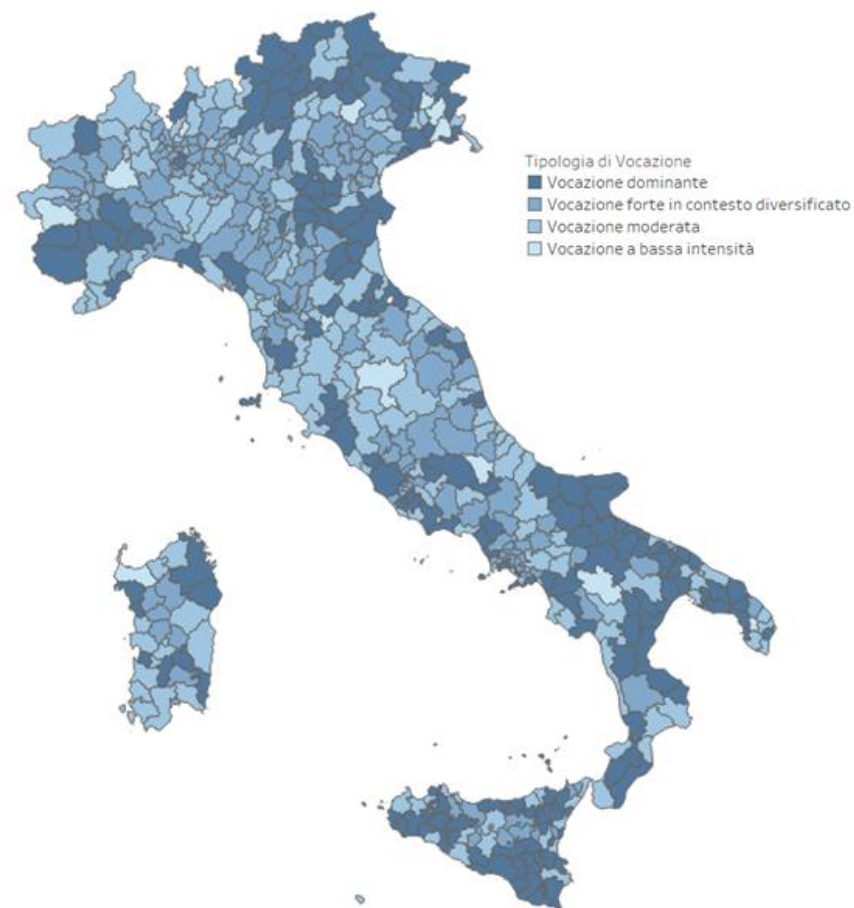 Tipologia di Vocazione
Vocazione dominante
Vocazione forte in contesto diversificato
Vocazione moderata
Vocazione a bassa intensità